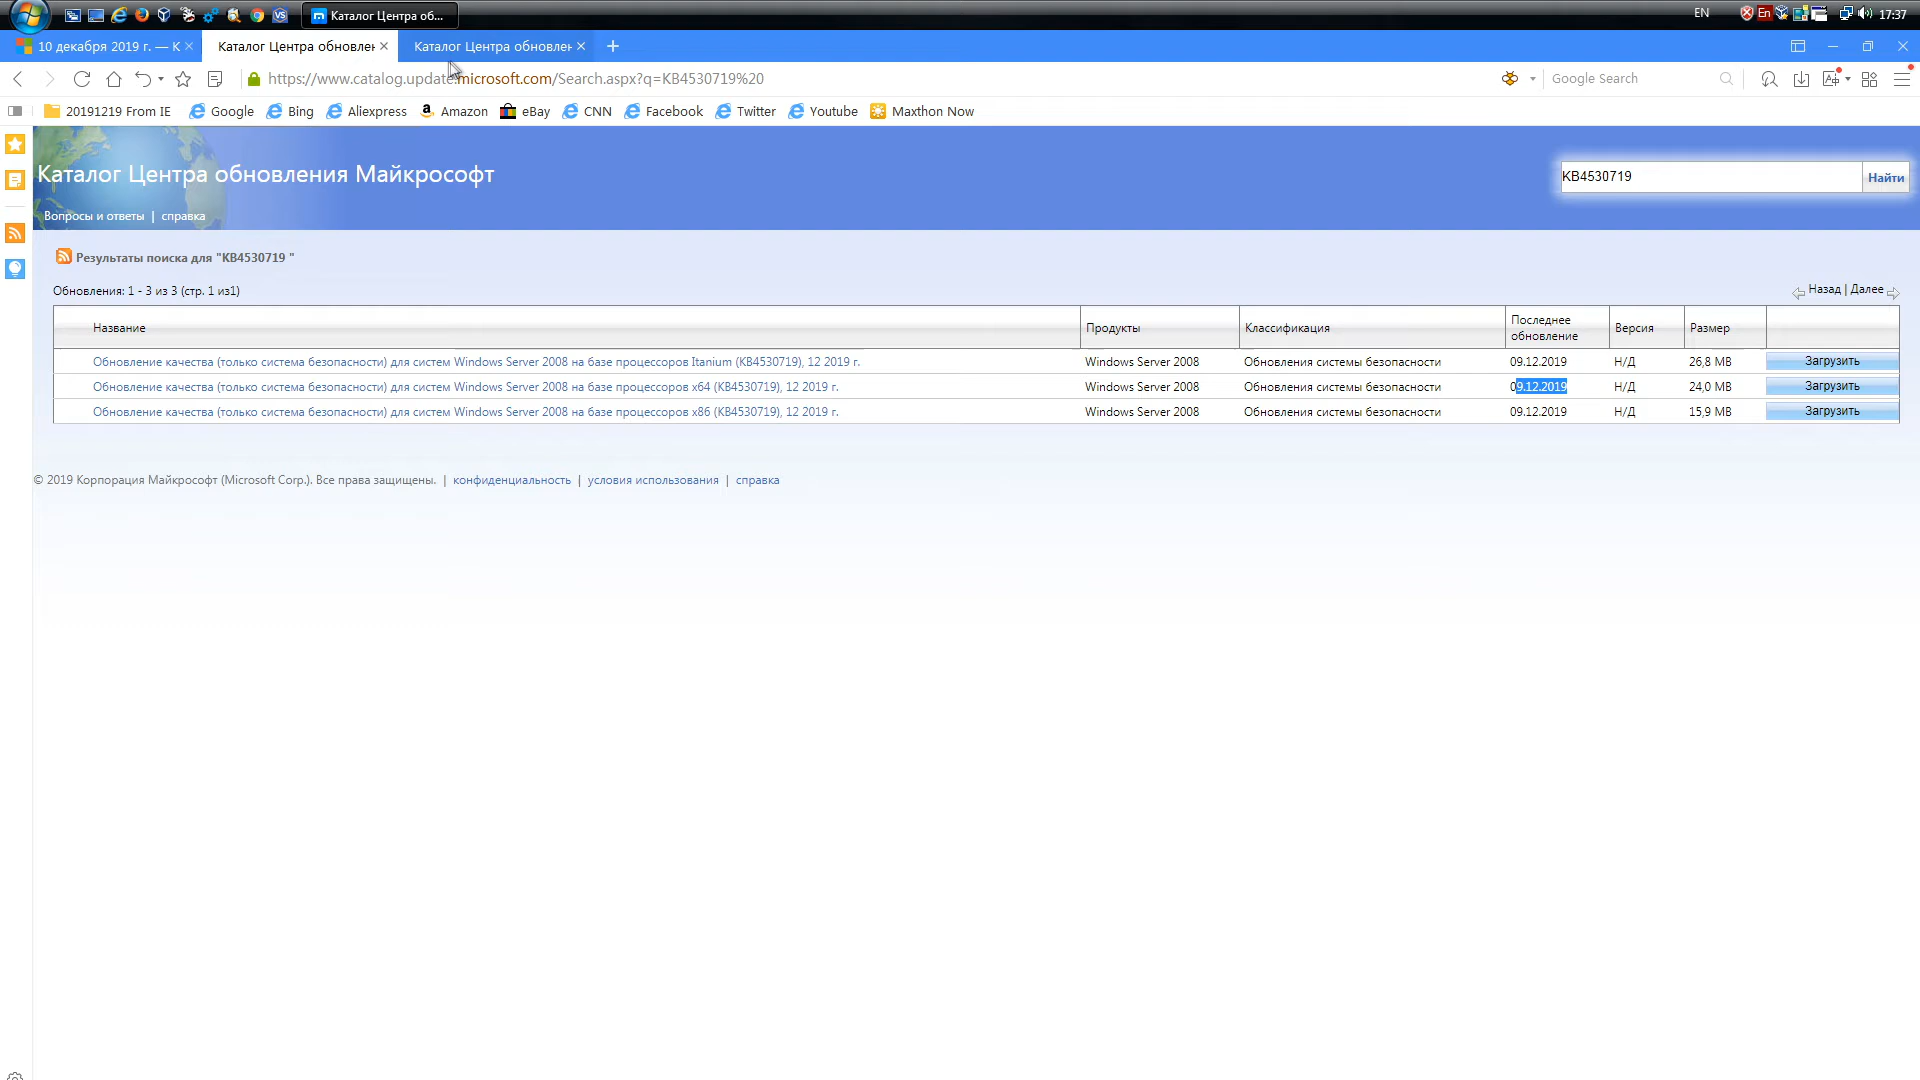 Каталог Центра об...
EN
En
17:37
10 декабря 2019 г. — К
Каталог Центра обновлен
Каталог Центра обновлен
https://www.catalog.update.microsoft.com/Search.aspx?q=KB4530719%20
Google Search
20191219 From IE
Google
Bing
Aliexpress
Amazon
eBay
CNN
Facebook
Twitter
Youtube
Maxthon Now
Каталог Центра обновления Майкрософт
KB4530719
Найти
Вопросы и ответы | справка
Результаты поиска для "KB4530719 "
Обновления: 1 - 3 из 3 (стр. 1 из1)
Назад | Далее
Название Продукты Классификация Последнее обновление Версия Размер
Обновление качества (только система безопасности) для систем Windows Server 2008 на базе процессоров Itanium (KB4530719), 12 2019 г. Windows Server 2008 Обновления системы безопасности 09.12.2019 Н/Д 26,8 MB Загрузить
Обновление качества (только система безопасности) для систем Windows Server 2008 на базе процессоров x64 (KB4530719), 12 2019 г. Windows Server 2008 Обновления системы безопасности 09.12.2019 Н/Д 24,0 MB Загрузить
Обновление качества (только система безопасности) для систем Windows Server 2008 на базе процессоров x86 (KB4530719), 12 2019 г. Windows Server 2008 Обновления системы безопасности 09.12.2019 Н/Д 15,9 MB Загрузить
© 2019 Корпорация Майкрософт (Microsoft Corp.). Все права защищены. | конфиденциальность | условия использования | справка